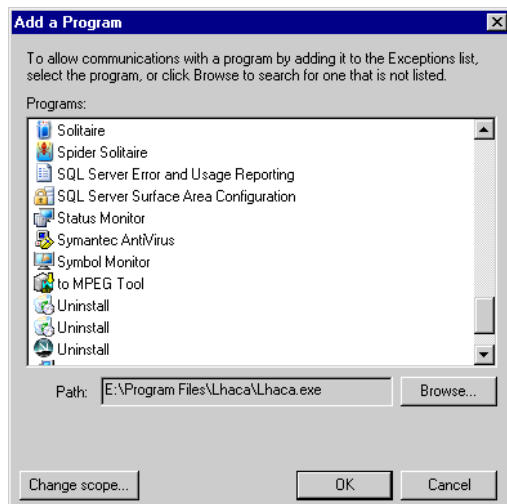 Add a Program
To allow communications with a program by adding it to the Exceptions list,
select the program, or click Browse to search for one that is not listed.
Programs:
Solitaire
Spider Solitaire
SQL Server Error and Usage Reporting
SQL Server Surface Area Configuration
Status Monitor
Symantec AntiVirus
Symbol Monitor
to MPEG Tool
Uninstall
Uninstall
Uninstall
Path: E:\Program Files\Lhaca\Lhaca.exe Browse...
Change scope... OK Cancel